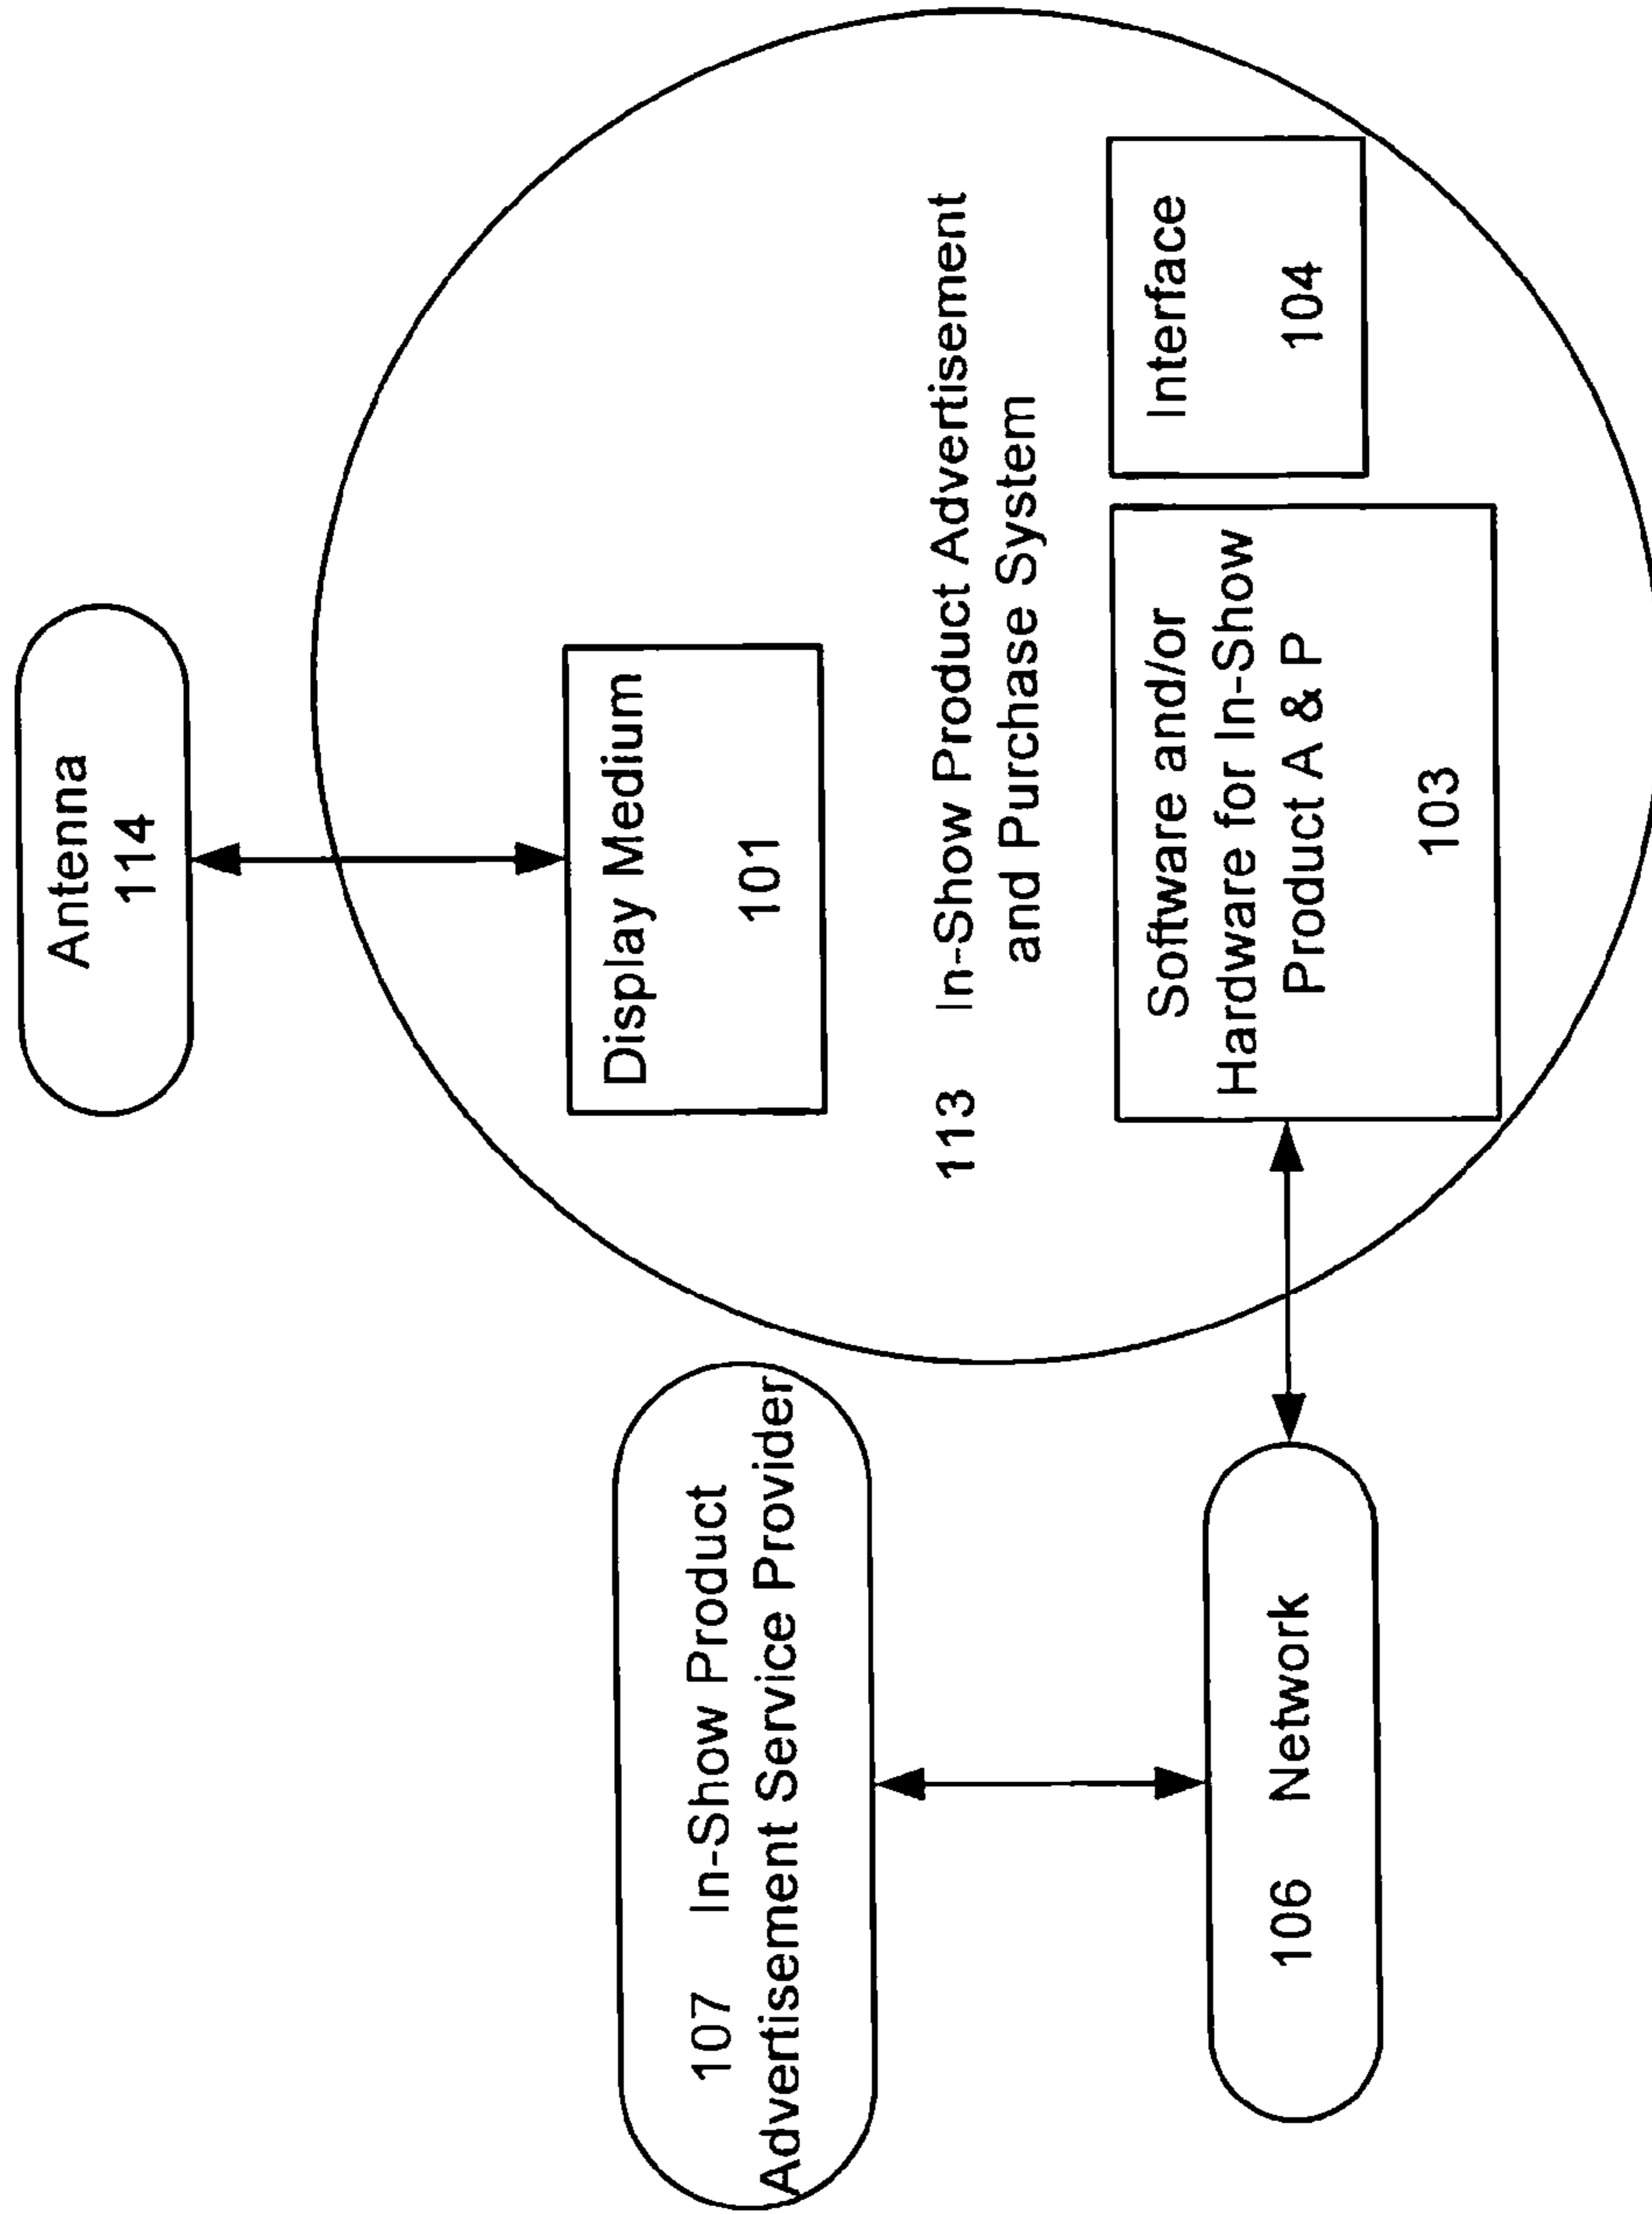 Antenna
114
Display Medium
101
113 In-Show Product Advertisement
and Purchase System
Software and/or
Hardware for In-Show
Product A & P
103
Interface
104
107 In-Show Product
Advertisement Service Provider
106 Network